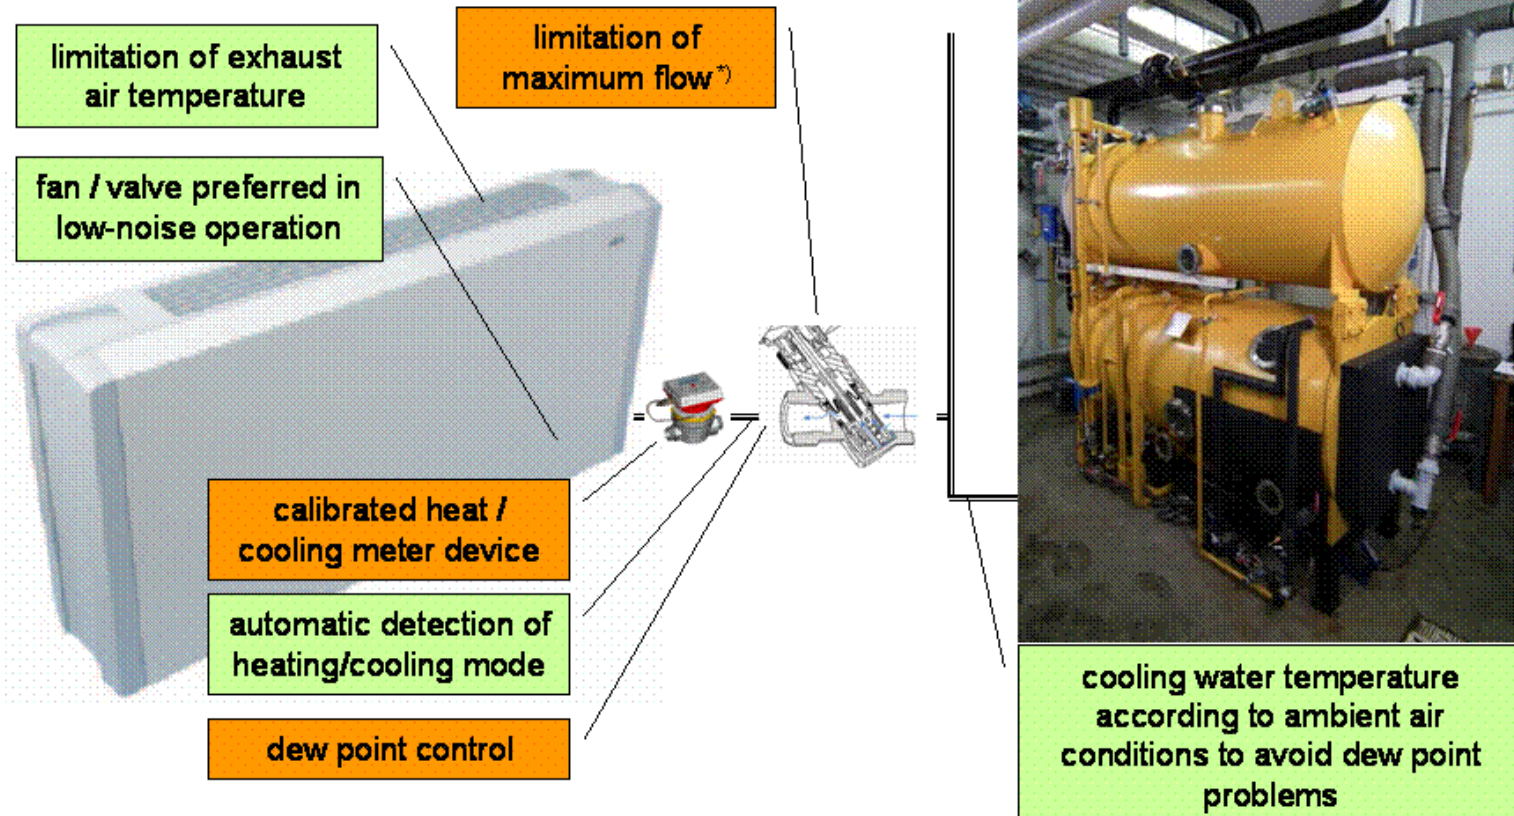 limitation of exhaust
air temperature
limitation of
maximum flow *)
fan / valve preferred in
low-noise operation
calibrated heat /
cooling meter device
automatic detection of
heating/cooling mode
dew point control
cooling water temperature
according to ambient air
conditions to avoid dew point
problems